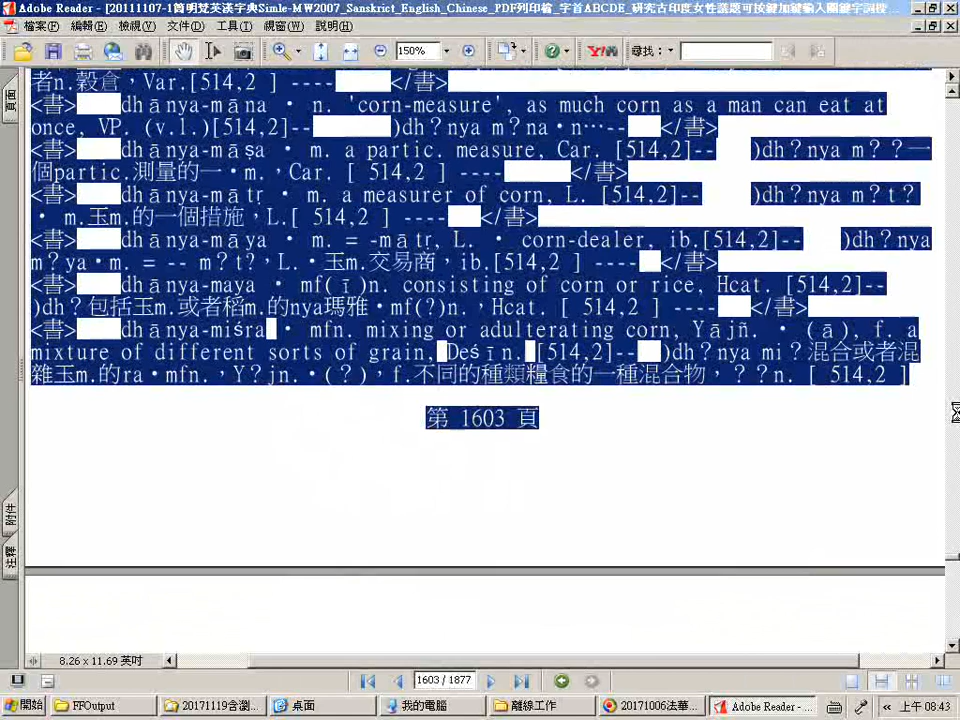 Adobe Reader - [20111107-1簡明梵英漢字典Simle-MW2007_Sanskrict_English_Chinese_PDF列印檔_字首ABCDE_研究古印度女性議題可按鍵加鍵輸入關鍵字詞搜
檔案(F) 編輯(E) 檢視(V) 文件(D) 工具(T) 視窗(W) 說明(H)
150% Y! 尋找:
頁面
者n.穀倉,Var.[514,2] ---- </書>
<書> dhānya-māna • n. 'corn-measure', as much corn as a man can eat at
once, VP. (v.l.)[514,2]-- )dh?nya m?na•n…-- </書>
<書> dhānya-māṣa • m. a partic. measure, Car. [514,2]-- )dh?nya m??一
個partic.測量的一•m.,Car. [ 514,2 ] ---- </書>
<書> dhānya-mātṛ • m. a measurer of corn, L. [514,2]-- )dh?nya m?t?
• m.玉m.的一個措施,L.[ 514,2 ] ---- </書>
<書> dhānya-māya • m. = -mātṛ, L. • corn-dealer, ib.[514,2]-- )dh?nya
m?ya•m. = -- m?t?,L.•玉m.交易商,ib.[514,2 ] ---- </書>
<書> dhānya-maya • mf(ī)n. consisting of corn or rice, Hcat. [514,2]--
)dh?包括玉m.或者稻m.的nya瑪雅•mf(?)n.,Hcat. [ 514,2 ] ---- </書>
<書> dhānya-miśra • mfn. mixing or adulterating corn, Yājñ. • (ā), f. a
mixture of different sorts of grain, Deśīn. [514,2]-- )dh?nya mi?混合或者混
雜玉m.的ra•mfn.,Y?jn.•(?),f.不同的種類糧食的一種混合物,??n. [ 514,2 ]
第 1603 頁
附件
注釋
8.26 x 11.69 英吋
1603 / 1877
開始 FFOutput 20171119含瀏... 桌面 我的電腦 離線工作 20171006法華... Adobe Reader - [... « 上午 08:43